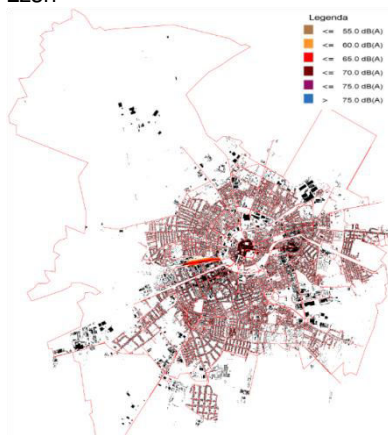 Legenda
<= 55.0 dB(A)
<= 60.0 dB(A)
<= 65.0 dB(A)
<= 70.0 dB(A)
<= 75.0 dB(A)
> 75.0 dB(A)